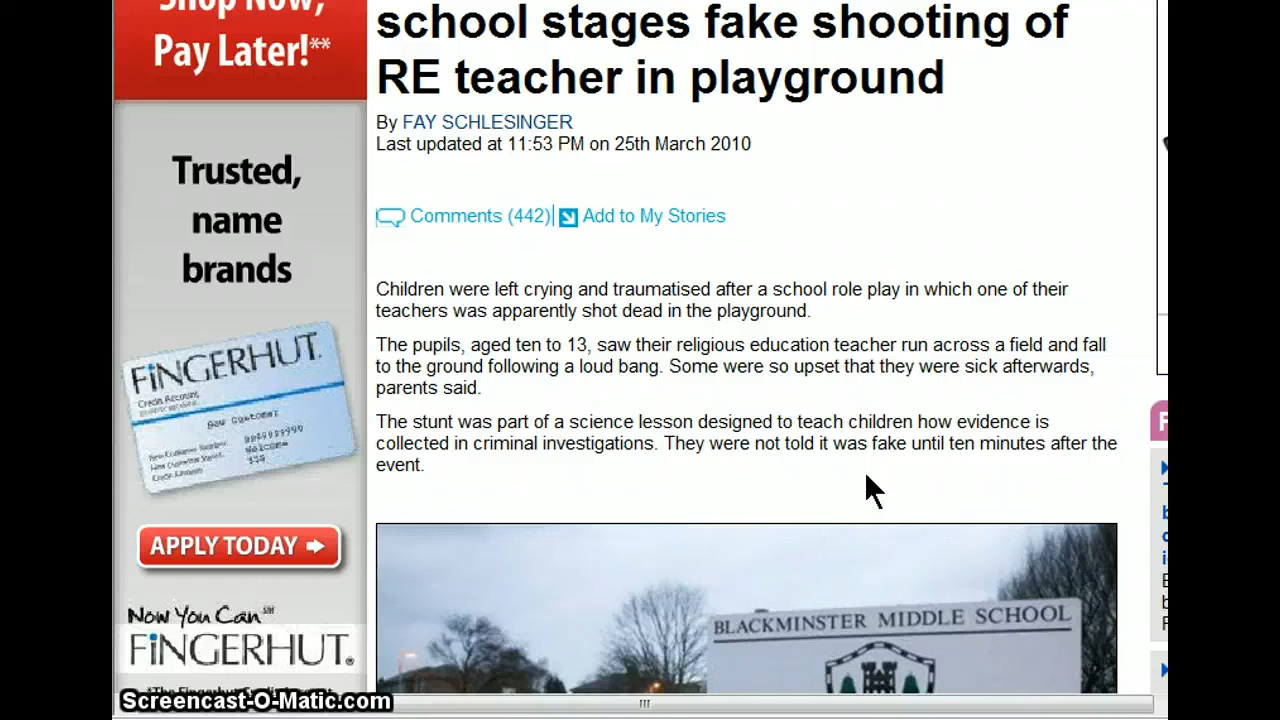 Shop Now,
Pay Later!**
school stages fake shooting of
RE teacher in playground
By FAY SCHLESINGER
Last updated at 11:53 PM on 25th March 2010
Trusted,
name
brands
Comments (442)
Add to My Stories
Children were left crying and traumatised after a school role play in which one of their
teachers was apparently shot dead in the playground.
The pupils, aged ten to 13, saw their religious education teacher run across a field and fall
to the ground following a loud bang. Some were so upset that they were sick afterwards,
parents said.
The stunt was part of a science lesson designed to teach children how evidence is
collected in criminal investigations. They were not told it was fake until ten minutes after the
event.
FINGERHUT.
Credit Account
New Customer
Welcome
APPLY TODAY
Now You Can℠
FINGERHUT®
BLACKMINSTER MIDDLE SCHOOL
Screencast-O-Matic.com